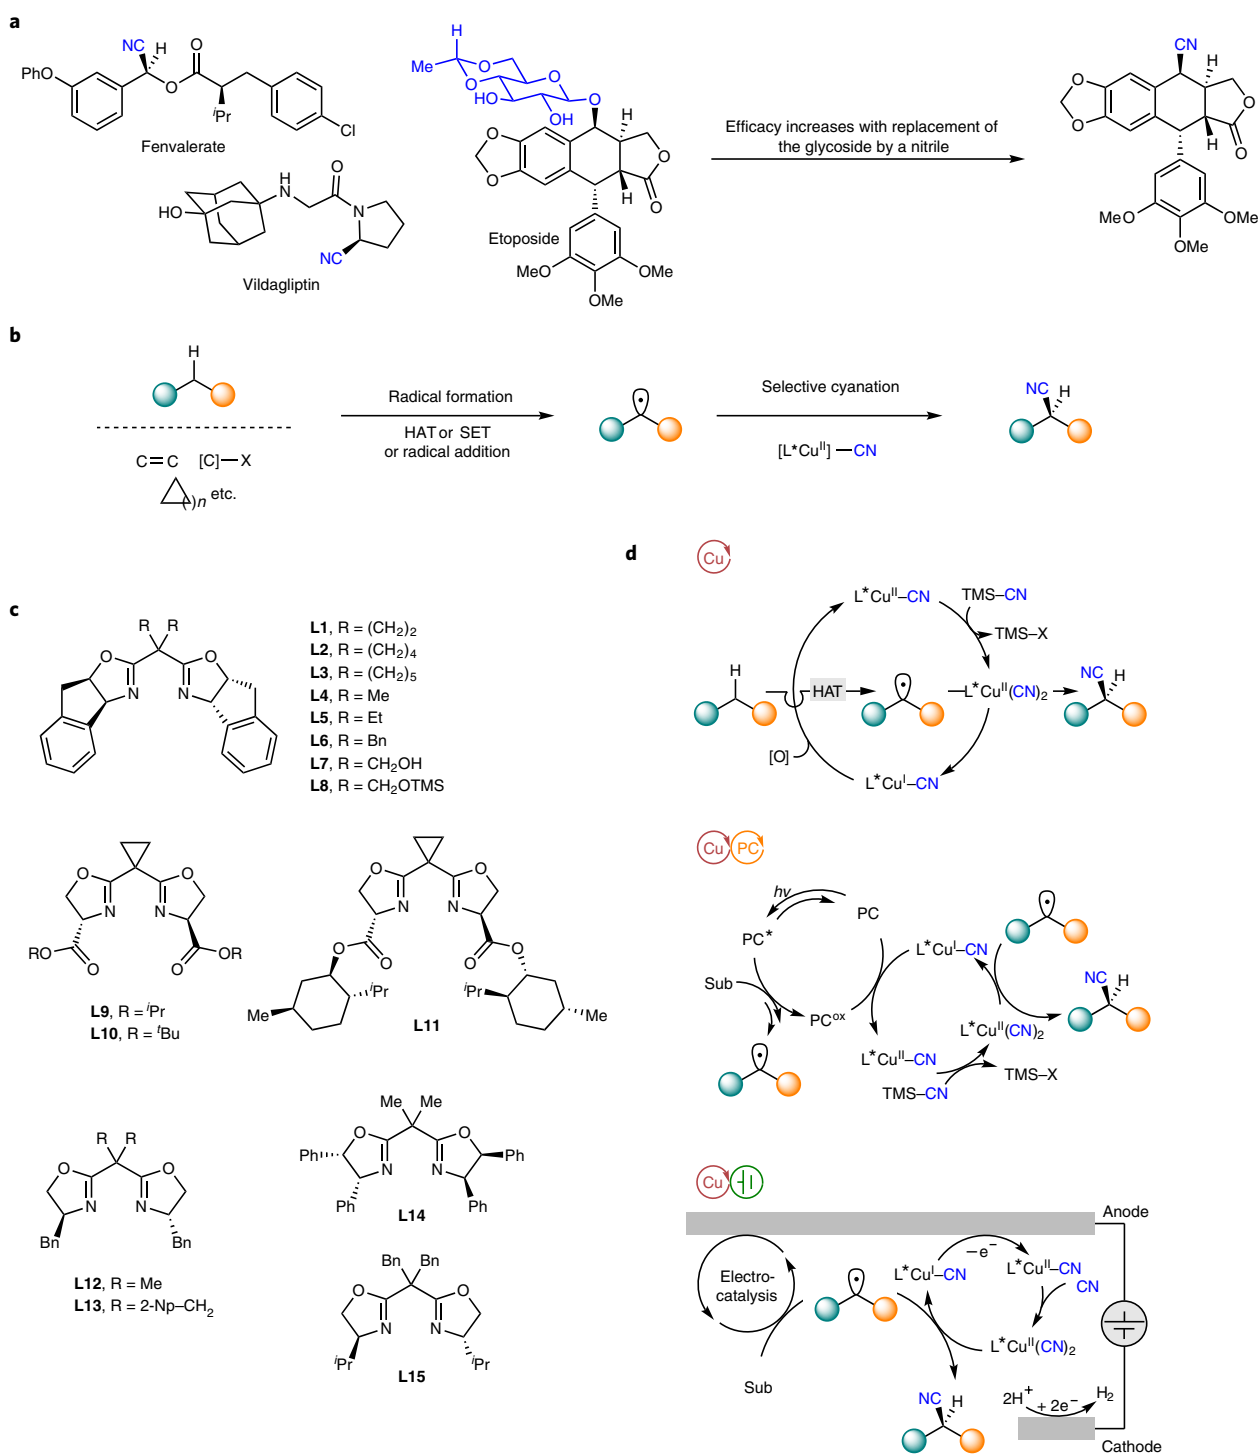 a
NC
H
O
PhO
O
iPr
Cl
Fenvalerate
HO
H
N
O
N
NC
Vildagliptin
H
Me
O
O
O
O
HO
OH
O
O
O
H
H
O
O
Etoposide
MeO
OMe
OMe
Efficacy increases with replacement of
the glycoside by a nitrile
CN
H
O
O
O
H
O
MeO
OMe
OMe
b
H
C=C [C]—X
( )n etc.
Radical formation
HAT or SET
or radical addition
Selective cyanation
[L*CuII]—CN
NC
H
c
R R
O
O
N
N
L1, R = (CH2)2
L2, R = (CH2)4
L3, R = (CH2)5
L4, R = Me
L5, R = Et
L6, R = Bn
L7, R = CH2OH
L8, R = CH2OTMS
O
O
N
N
RO
O
O
OR
L9, R = iPr
L10, R = tBu
O
O
N
N
O
O
O
O
iPr
iPr
Me
Me
L11
R R
O
O
N
N
Bn
Bn
L12, R = Me
L13, R = 2-Np–CH2
Me Me
O
O
Ph
Ph
N
N
Ph
Ph
L14
Bn Bn
O
O
N
N
iPr
iPr
L15
d
Cu
L*CuII–CN
TMS–CN
TMS–X
H
HAT
L*CuII(CN)2
NC
H
[O]
L*CuI–CN
Cu PC
hν
PC
PC*
Sub
PCox
L*CuI–CN
NC
H
L*CuII(CN)2
L*CuII–CN
TMS–CN
TMS–X
Cu
Anode
Electro-
catalysis
Sub
L*CuI–CN
–e–
L*CuII–CN
CN
L*CuII(CN)2
NC
H
2H+
+ 2e–
H2
Cathode